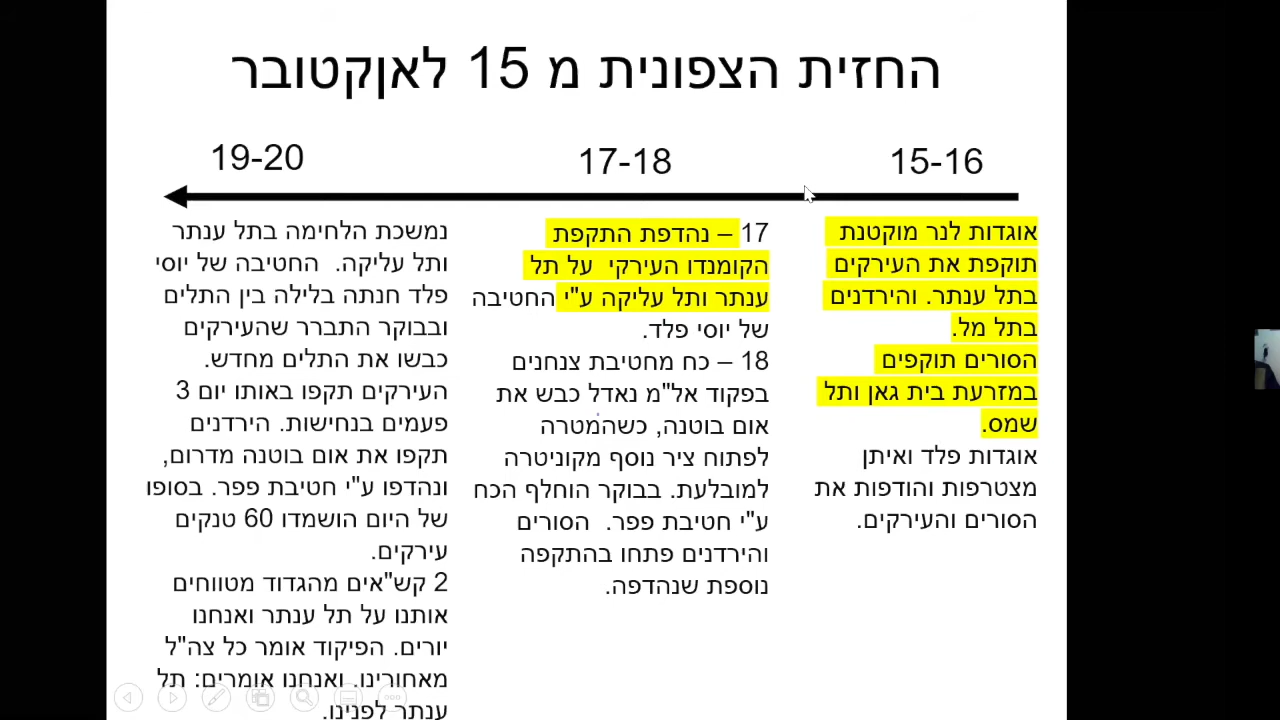 החזית הצפונית מ 15 לאןקטובר
15-16
אוגדות לנר מוקטנת
תוקפת את העירקים
בתל ענתר. והירדנים
בתל מל.
הסורים תוקפים
במזרעת בית גאן ותל
שמס.
אוגדות פלד ואיתן
מצטרפות והודפות את
הסורים והעירקים.
17-18
17 – נהדפת התקפת
הקומנדו העירקי על תל
ענתר ותל עליקה ע"י החטיבה
של יוסי פלד.
18 – כח מחטיבת צנחנים
בפקוד אל"מ נאדל כבש את
אום בוטנה, כשהמטרה
לפתוח ציר נוסף מקוניטרה
למובלעת. בבוקר הוחלף הכח
ע"י חטיבת פפר. הסורים
והירדנים פתחו בהתקפה
נוספת שנהדפה.
19-20
נמשכת הלחימה בתל ענתר
ותל עליקה. החטיבה של יוסי
פלד חנתה בלילה בין התלים
ובבוקר התברר שהעירקים
כבשו את התלים מחדש.
העירקים תקפו באותו יום 3
פעמים בנחישות. הירדנים
תקפו את אום בוטנה מדרום,
ונהדפו ע"י חטיבת פפר. בסופו
של היום הושמדו 60 טנקים
עירקים.
2 קש"אים מהגדוד מטווחים
אותנו על תל ענתר ואנחנו
יורים. הפיקוד אומר כל צה"ל
מאחורינו. ואנחנו אומרים: תל
ענתר לפנינו.